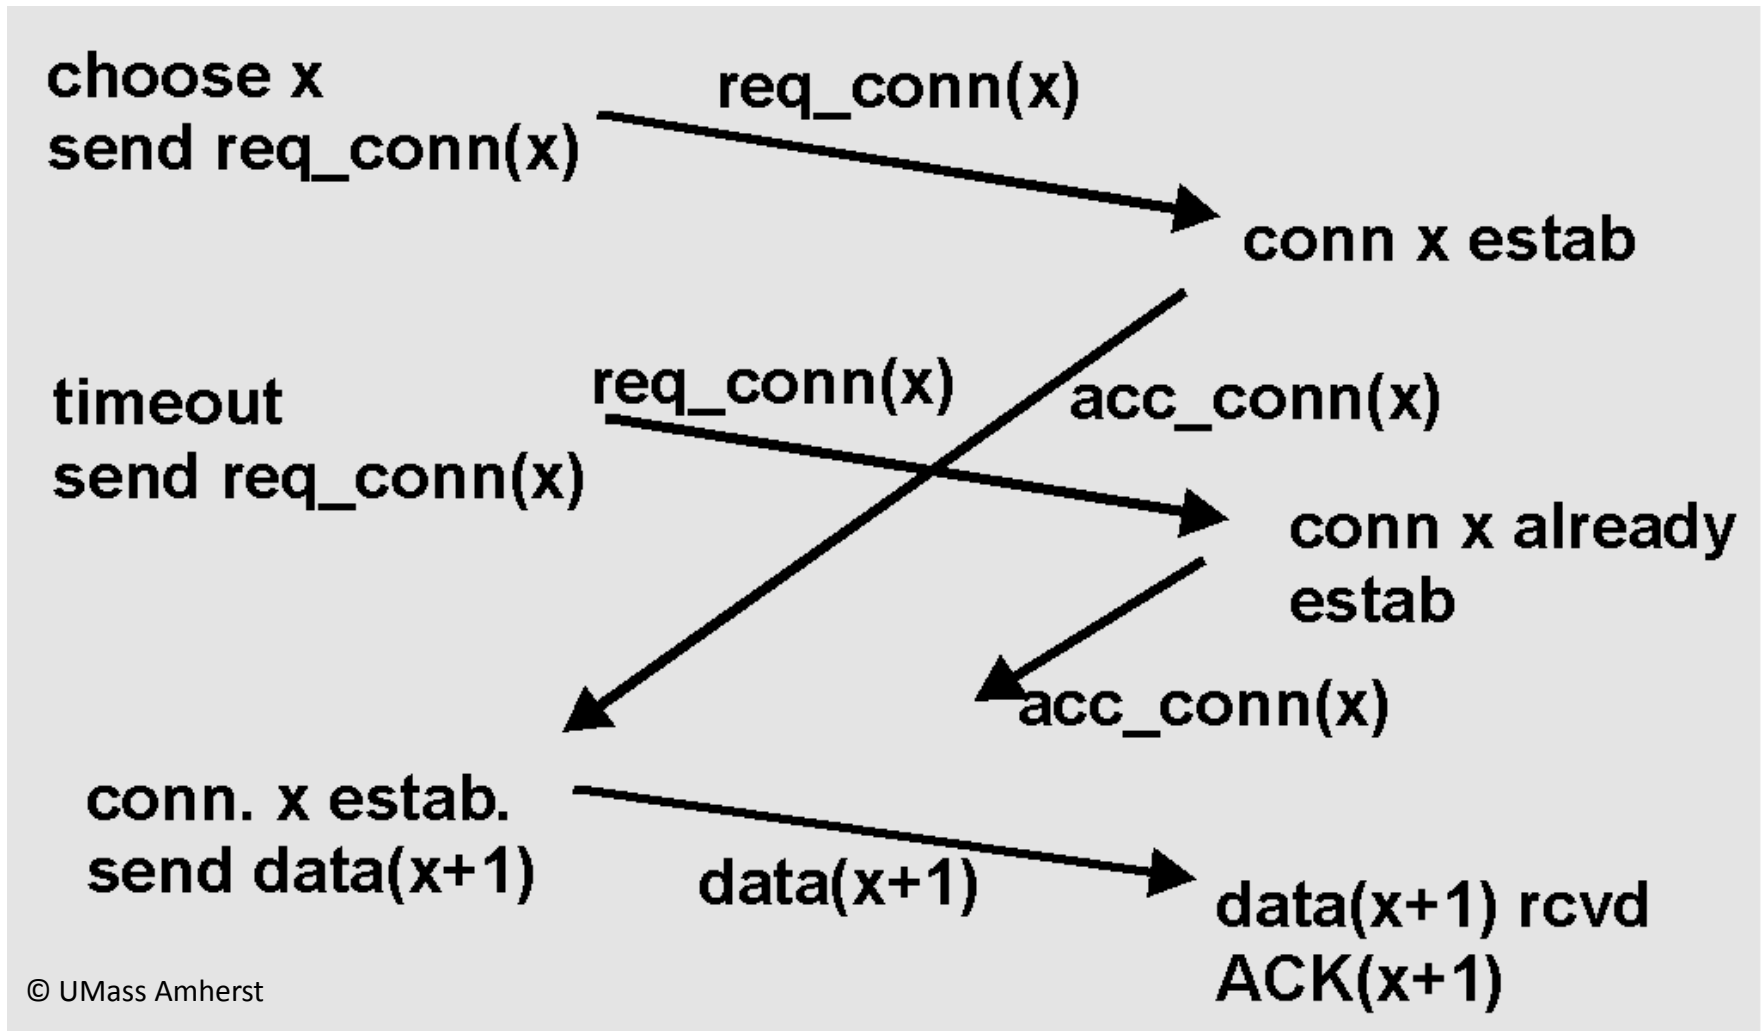 choose x
send req_conn(x)
req_conn(x)
conn x estab
timeout
send req_conn(x)
req_conn(x)
acc_conn(x)
conn x already
estab
acc_conn(x)
conn. x estab.
send data(x+1)
data(x+1)
data(x+1) rcvd
ACK(x+1)
© UMass Amherst